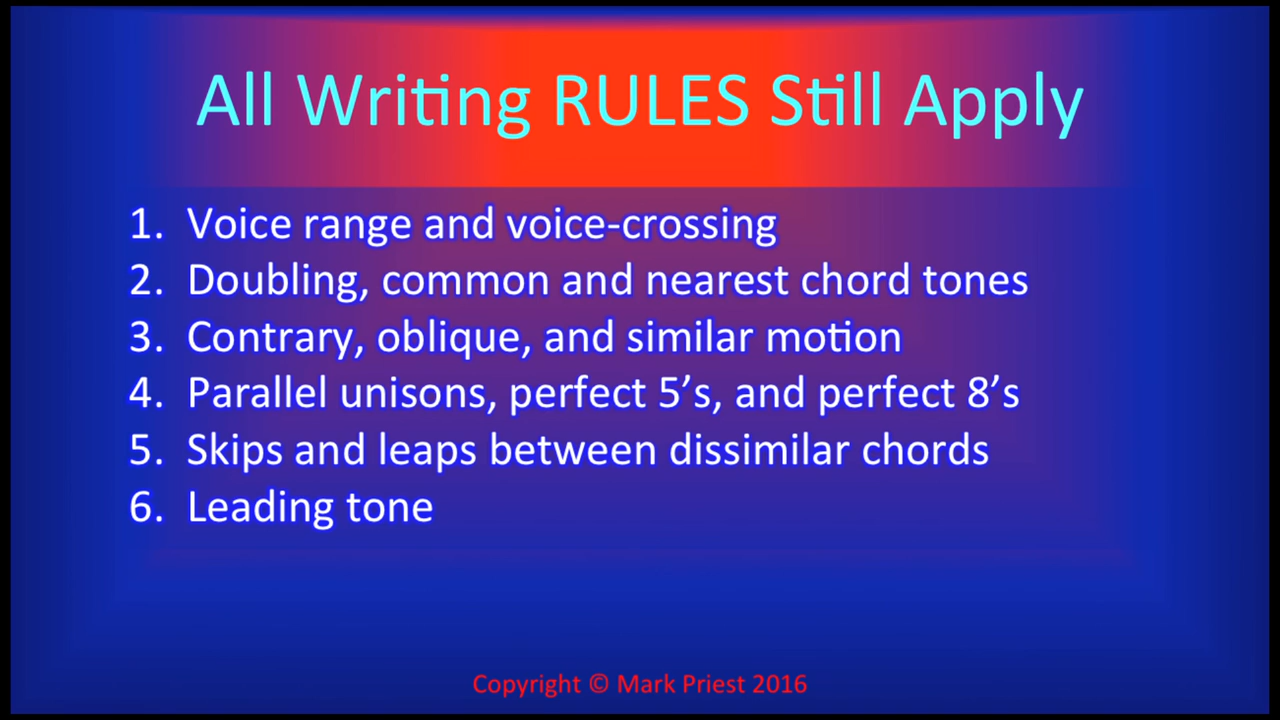 All Writing RULES Still Apply
1. Voice range and voice-crossing
2. Doubling, common and nearest chord tones
3. Contrary, oblique, and similar motion
4. Parallel unisons, perfect 5’s, and perfect 8’s
5. Skips and leaps between dissimilar chords
6. Leading tone
Copyright © Mark Priest 2016